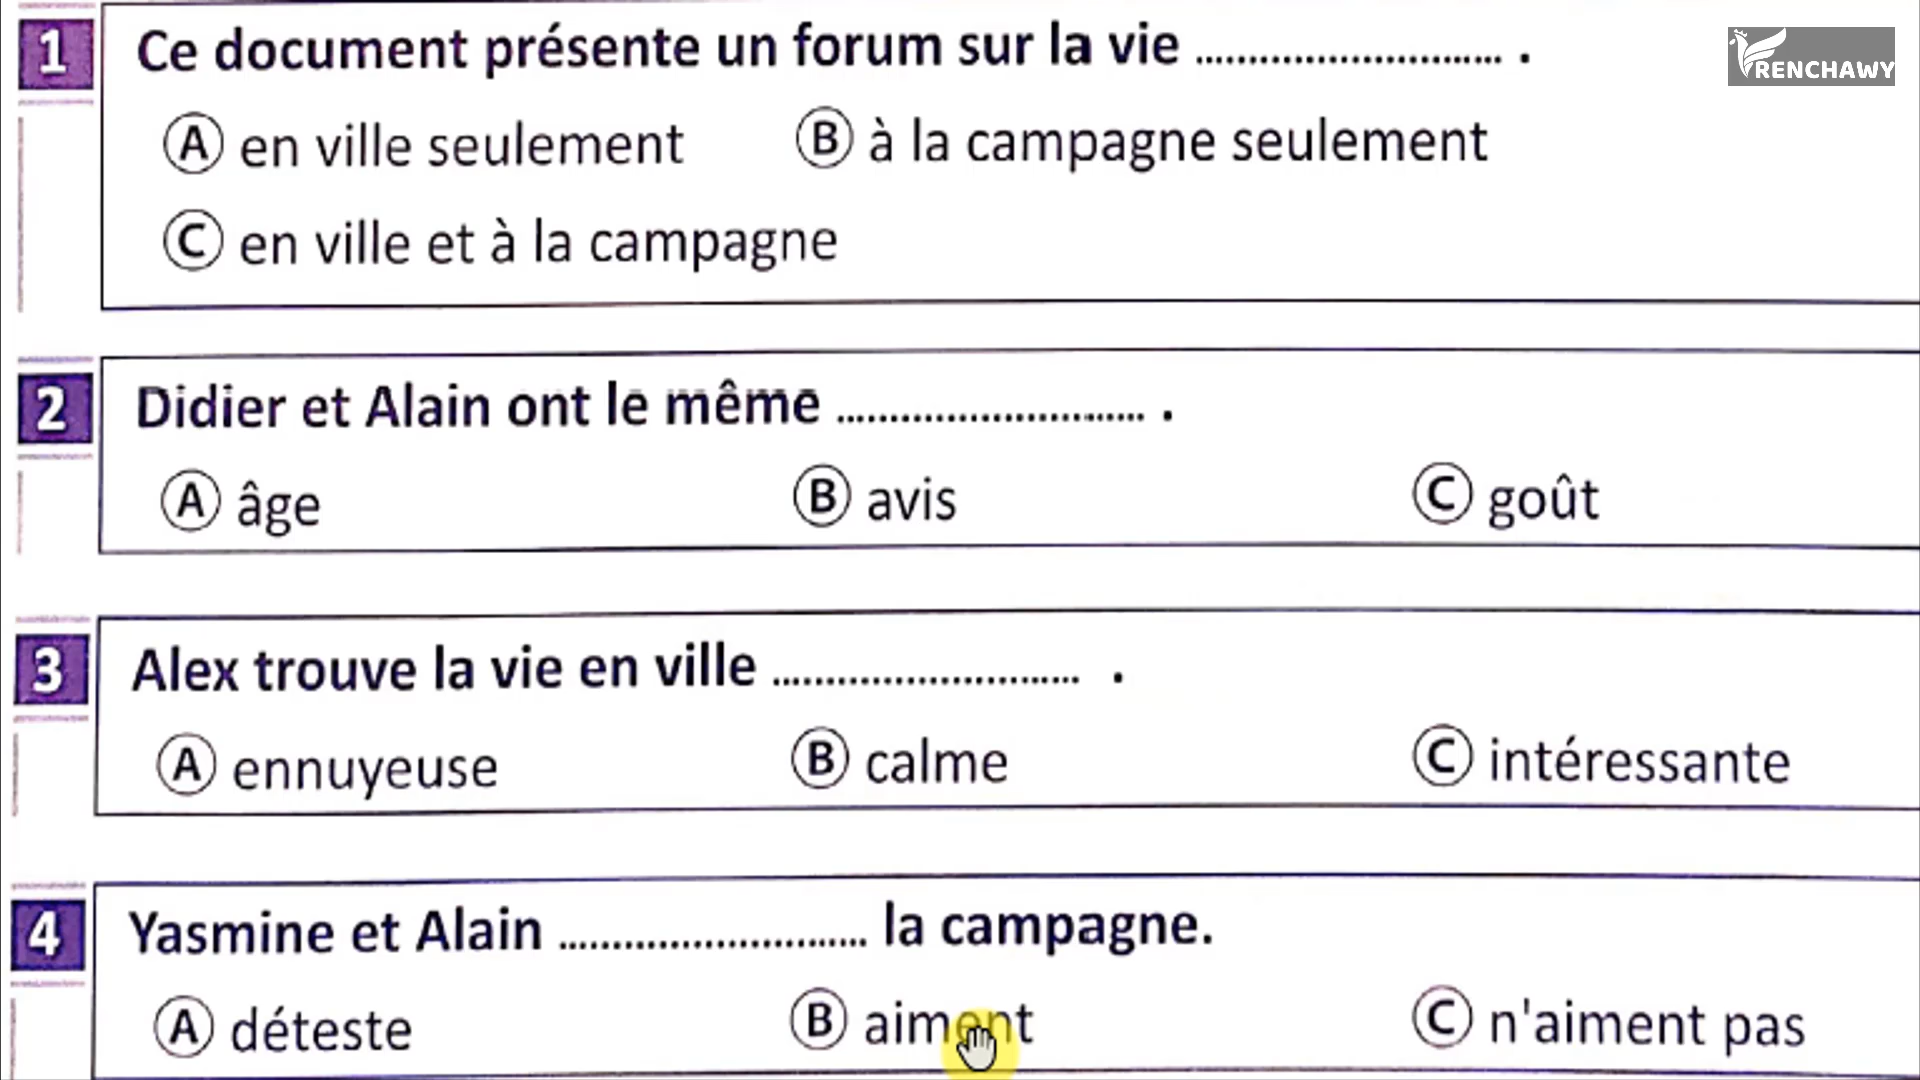 1 Ce document présente un forum sur la vie ............................ .
A en ville seulement B à la campagne seulement
C en ville et à la campagne
2 Didier et Alain ont le même ............................ .
A âge B avis C goût
3 Alex trouve la vie en ville ............................ .
A ennuyeuse B calme C intéressante
4 Yasmine et Alain ............................ la campagne.
A déteste B aiment C n'aiment pas
FRENCHAWY